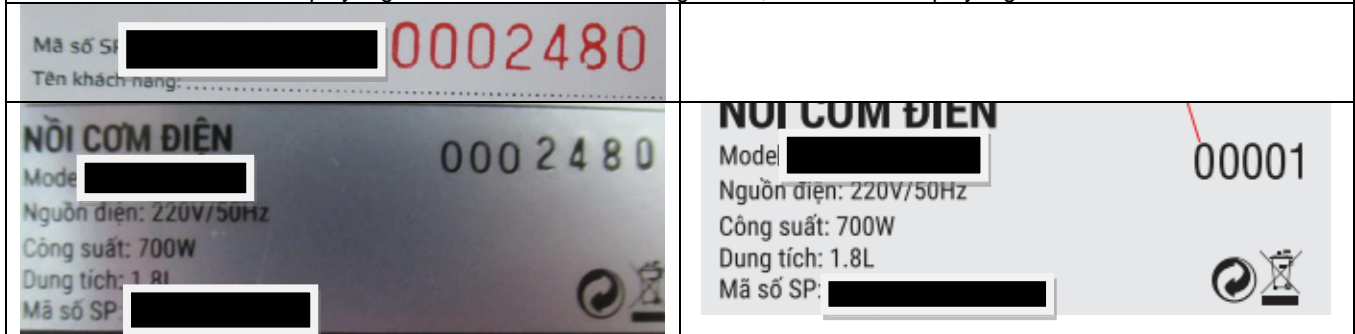 Mã số SP
0002480
Tên khách hàng:
NỒI CƠM ĐIỆN
0002480
Mode
Nguồn điện: 220V/50Hz
Công suất: 700W
Dung tích: 1.8L
Mã số SP:
NỒI CƠM ĐIỆN
Model
00001
Nguồn điện: 220V/50Hz
Công suất: 700W
Dung tích: 1.8L
Mã số SP: